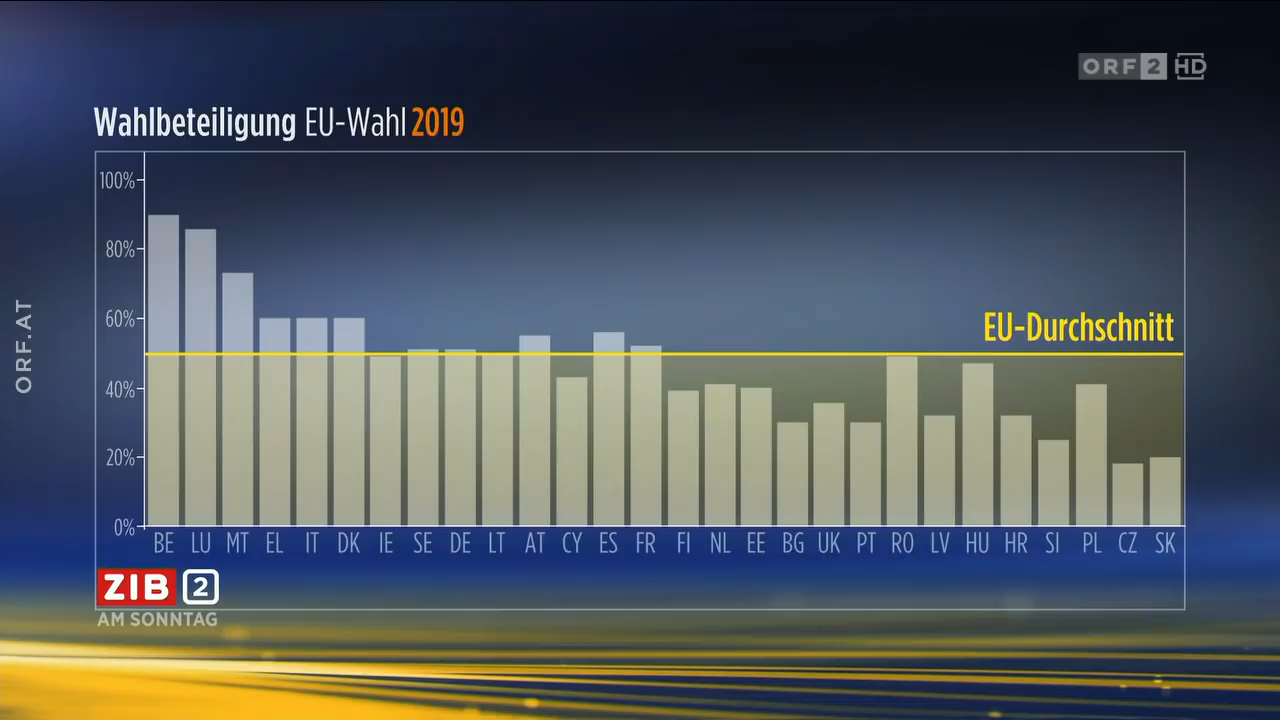 ORF 2 HD
Wahlbeteiligung EU-Wahl 2019
100%
80%
60%
40%
20%
0%
EU-Durchschnitt
BE LU MT EL IT DK IE SE DE LT AT CY ES FR FI NL EE BG UK PT RO LV HU HR SI PL CZ SK
ORF.AT
ZIB 2
AM SONNTAG